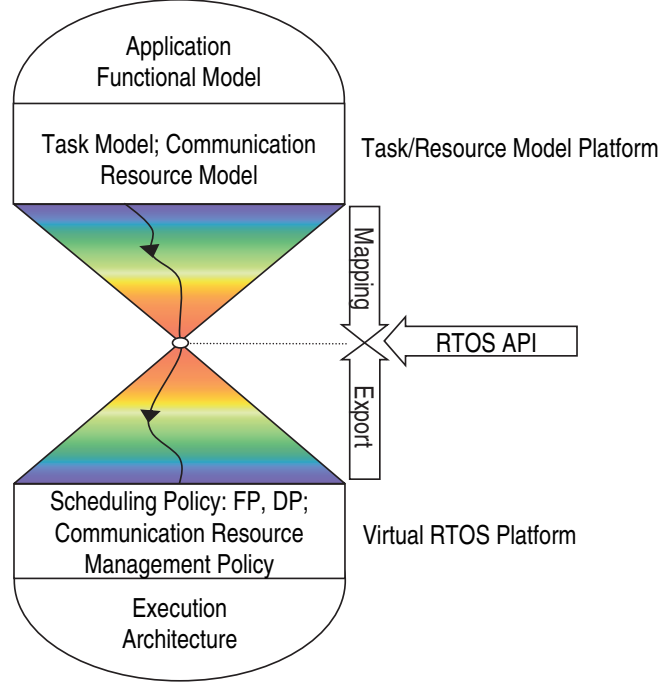 Application
Functional Model
Task Model; Communication
Resource Model
Task/Resource Model Platform
Mapping
RTOS API
Export
Scheduling Policy: FP, DP;
Communication Resource
Management Policy
Virtual RTOS Platform
Execution
Architecture